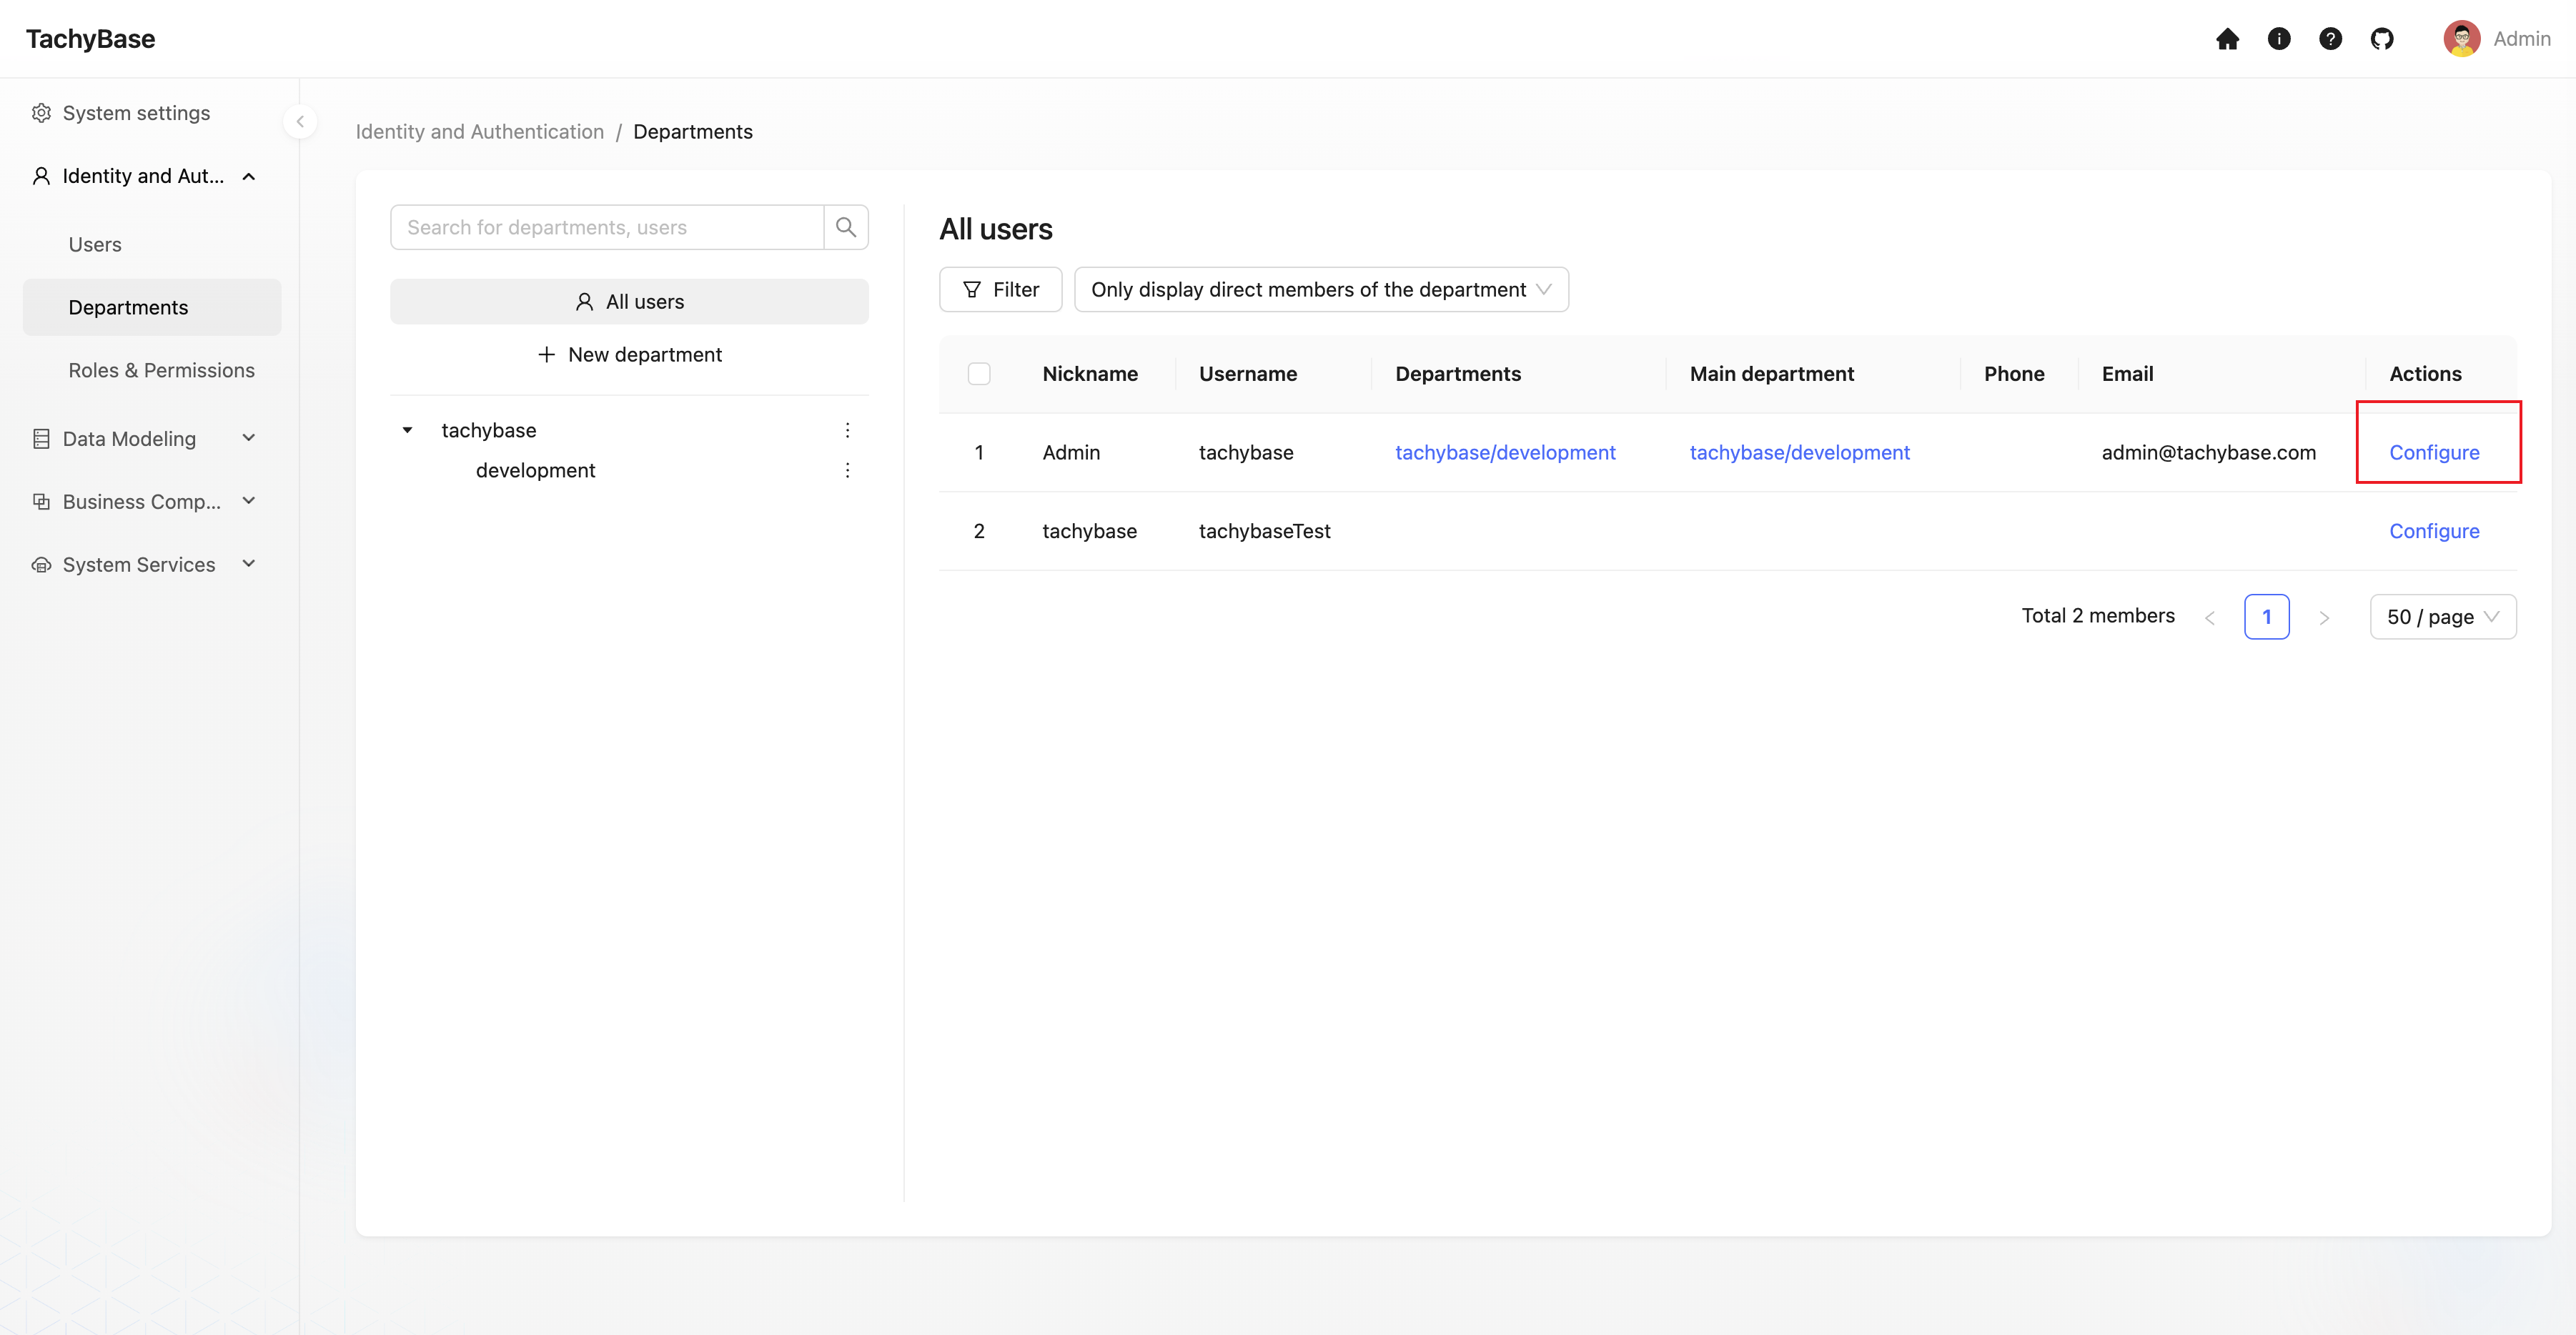 TachyBase
Admin
System settings
Identity and Aut...
Users
Departments
Roles & Permissions
Data Modeling
Business Comp...
System Services
Identity and Authentication / Departments
Search for departments, users
All users
New department
tachybase
development
All users
Filter
Only display direct members of the department
Nickname Username Departments Main department Phone Email Actions
1 Admin tachybase tachybase/development tachybase/development admin@tachybase.com Configure
2 tachybase tachybaseTest Configure
Total 2 members 1 50 / page